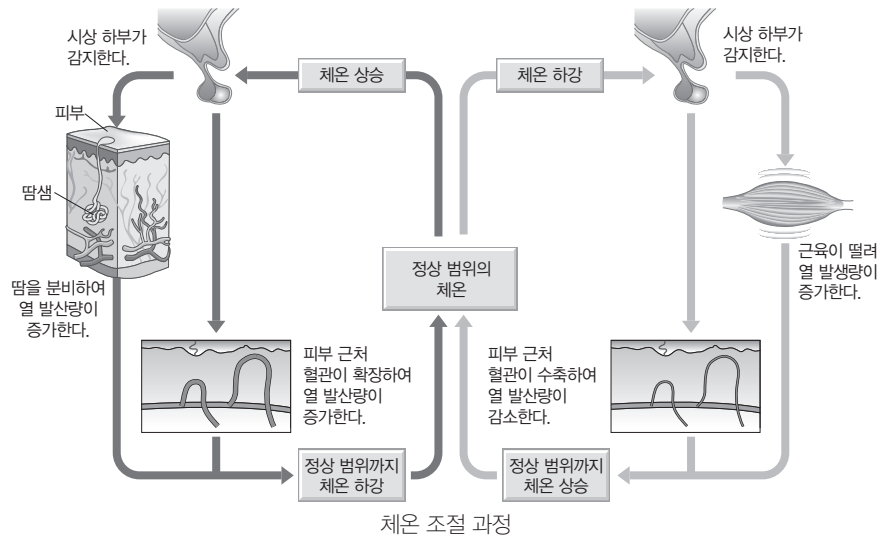 시상 하부가
감지한다.
체온 상승
체온 하강
시상 하부가
감지한다.
피부
땀샘
땀을 분비하여
열 발산량이
증가한다.
정상 범위의
체온
근육이 떨려
열 발생량이
증가한다.
피부 근처
혈관이 확장하여
열 발산량이
증가한다.
피부 근처
혈관이 수축하여
열 발산량이
감소한다.
정상 범위까지
체온 하강
정상 범위까지
체온 상승
체온 조절 과정